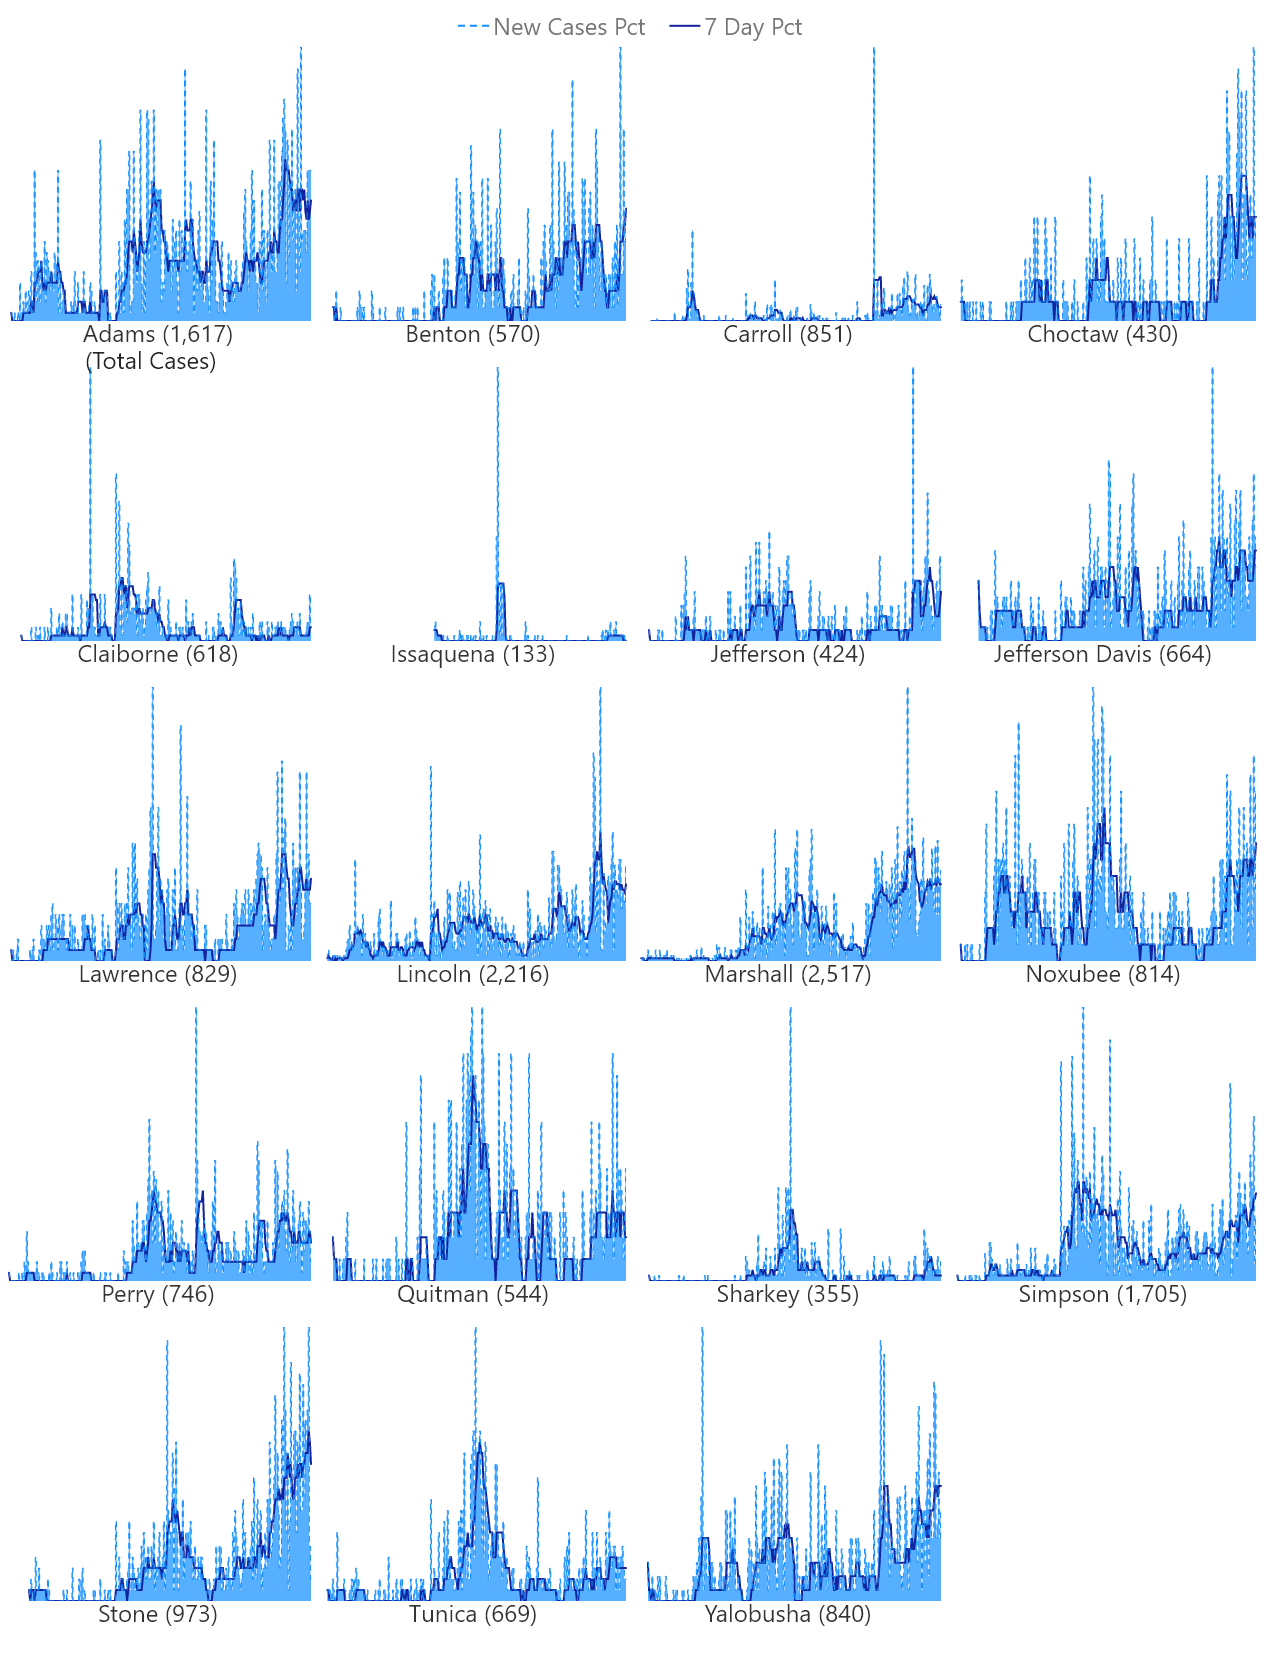 New Cases Pct 7 Day Pct
Adams (1,617) Benton (570) Carroll (851) Choctaw (430)
(Total Cases)
Claiborne (618) Issaquena (133) Jefferson (424) Jefferson Davis (664)
Lawrence (829) Lincoln (2,216) Marshall (2,517) Noxubee (814)
Perry (746) Quitman (544) Sharkey (355) Simpson (1,705)
Stone (973) Tunica (669) Yalobusha (840)